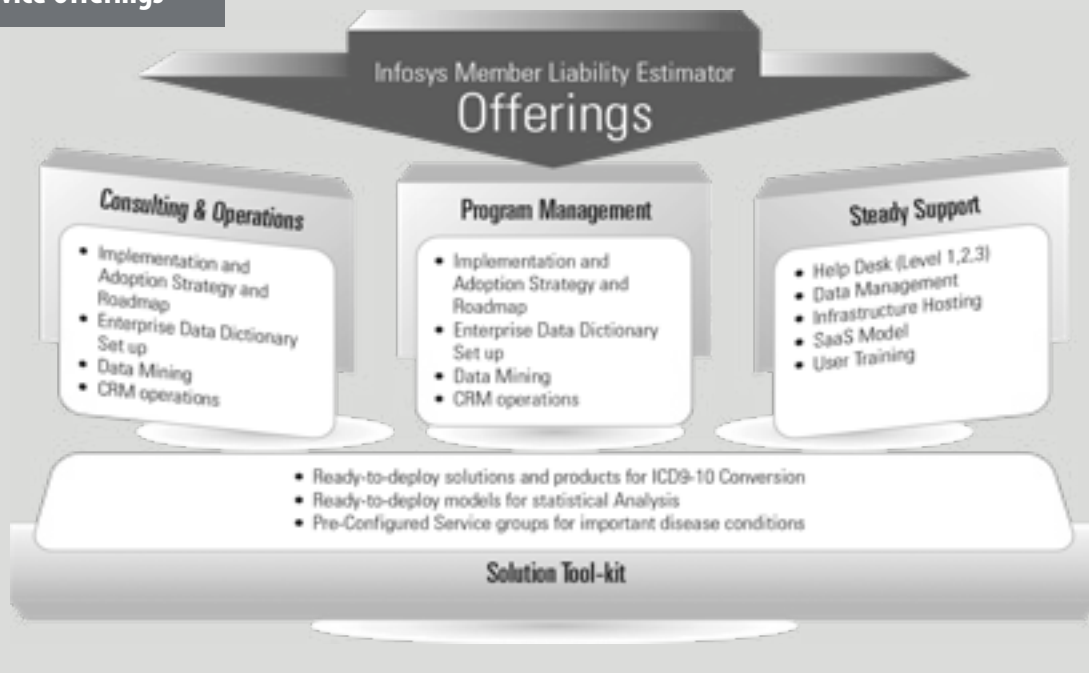 Offerings
Infosys Member Liability Estimator
Offerings
Consulting & Operations
• Implementation and
Adoption Strategy and
Roadmap
• Enterprise Data Dictionary
Set up
• Data Mining
• CRM operations
Program Management
• Implementation and
Adoption Strategy and
Roadmap
• Enterprise Data Dictionary
Set up
• Data Mining
• CRM operations
Steady Support
• Help Desk (Level 1,2,3)
• Data Management
• Infrastructure Hosting
• SaaS Model
• User Training
• Ready-to-deploy solutions and products for ICD9-10 Conversion
• Ready-to-deploy models for statistical Analysis
• Pre-Configured Service groups for important disease conditions
Solution Tool-kit